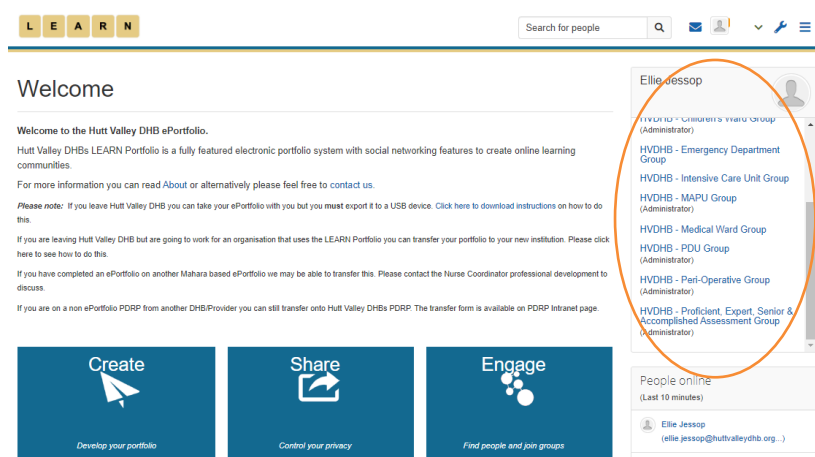 L E A R N
Search for people
Welcome
Welcome to the Hutt Valley DHB ePortfolio.
Hutt Valley DHBs LEARN Portfolio is a fully featured electronic portfolio system with social networking features to create online learning
communities.
For more information you can read About or alternatively please feel free to contact us.
Please note: If you leave Hutt Valley DHB you can take your ePortfolio with you but you must export it to a USB device. Click here to download instructions on how to do
this.
If you are leaving Hutt Valley DHB but are going to work for an organisation that uses the LEARN Portfolio you can transfer your portfolio to your new institution. Please click
here to see how to do this.
If you have completed an ePortfolio on another Mahara based ePortfolio we may be able to transfer this. Please contact the Nurse Coordinator professional development to
discuss.
If you are on a non ePortfolio PDRP from another DHB/Provider you can still transfer onto Hutt Valley DHBs PDRP. The transfer form is available on PDRP Intranet page.
Create
Develop your portfolio
Share
Control your privacy
Engage
Find people and join groups
Ellie Jessop
HVDHB - Children's Ward Group
(Administrator)
HVDHB - Emergency Department
Group
HVDHB - Intensive Care Unit Group
HVDHB - MAPU Group
(Administrator)
HVDHB - Medical Ward Group
HVDHB - PDU Group
(Administrator)
HVDHB - Peri-Operative Group
(Administrator)
HVDHB - Proficient, Expert, Senior &
Accomplished Assessment Group
(Administrator)
People online
(Last 10 minutes)
Ellie Jessop
(ellie.jessop@huttvalleydhb.org...)